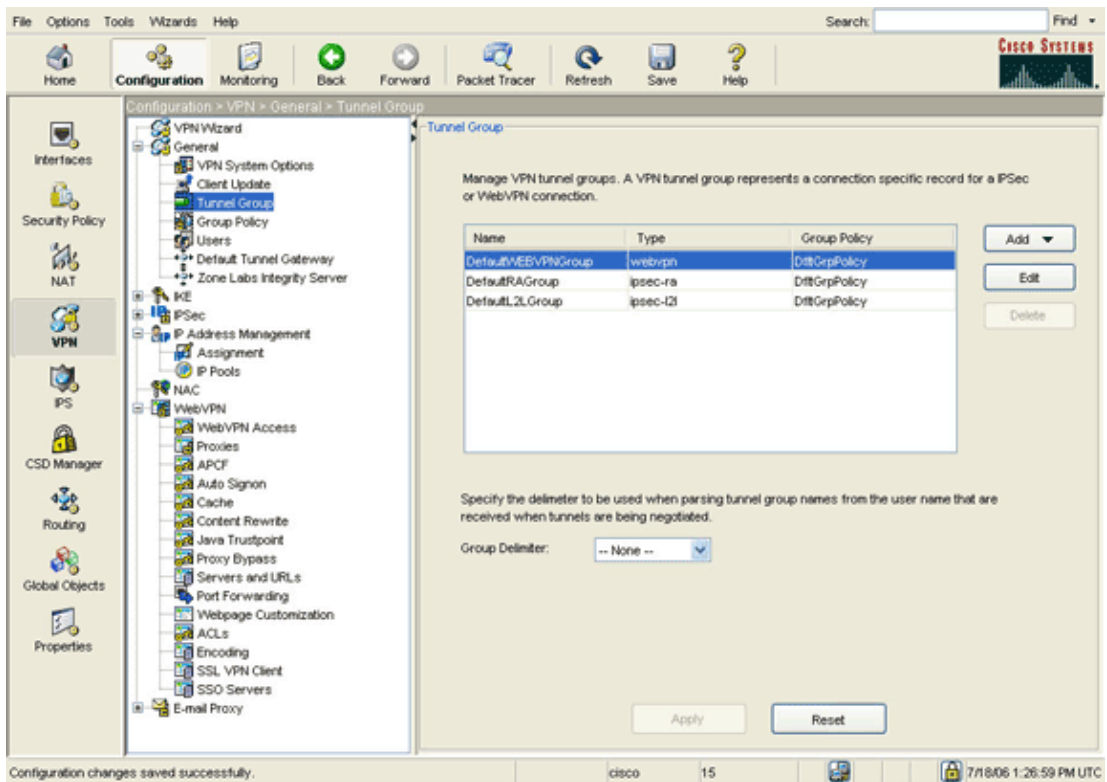 File Options Tools Wizards Help Search: Find
Home Configuration Monitoring Back Forward Packet Tracer Refresh Save Help
CISCO SYSTEMS
Configuration > VPN > General > Tunnel Group
Interfaces
Security Policy
NAT
VPN
IPS
CSD Manager
Routing
Global Objects
Properties
VPN Wizard
General
VPN System Options
Client Update
Tunnel Group
Group Policy
Users
Default Tunnel Gateway
Zone Labs Integrity Server
IKE
IPSec
IP Address Management
Assignment
IP Pools
NAC
WebVPN
WebVPN Access
Proxies
APCF
Auto Signon
Cache
Content Rewrite
Java Trustpoint
Proxy Bypass
Servers and URLs
Port Forwarding
Webpage Customization
ACLs
Encoding
SSL VPN Client
SSO Servers
E-mail Proxy
Tunnel Group
Manage VPN tunnel groups. A VPN tunnel group represents a connection specific record for a IPSec
or WebVPN connection.
Name Type Group Policy
DefaultWEBVPNGroup webvpn DfltGrpPolicy
DefaultRAGroup ipsec-ra DfltGrpPolicy
DefaultL2LGroup ipsec-l2l DfltGrpPolicy
Add
Edit
Delete
Specify the delimeter to be used when parsing tunnel group names from the user name that are
received when tunnels are being negotiated.
Group Delimiter: -- None --
Apply Reset
Configuration changes saved successfully. cisco 15 7/18/06 1:26:59 PM UTC